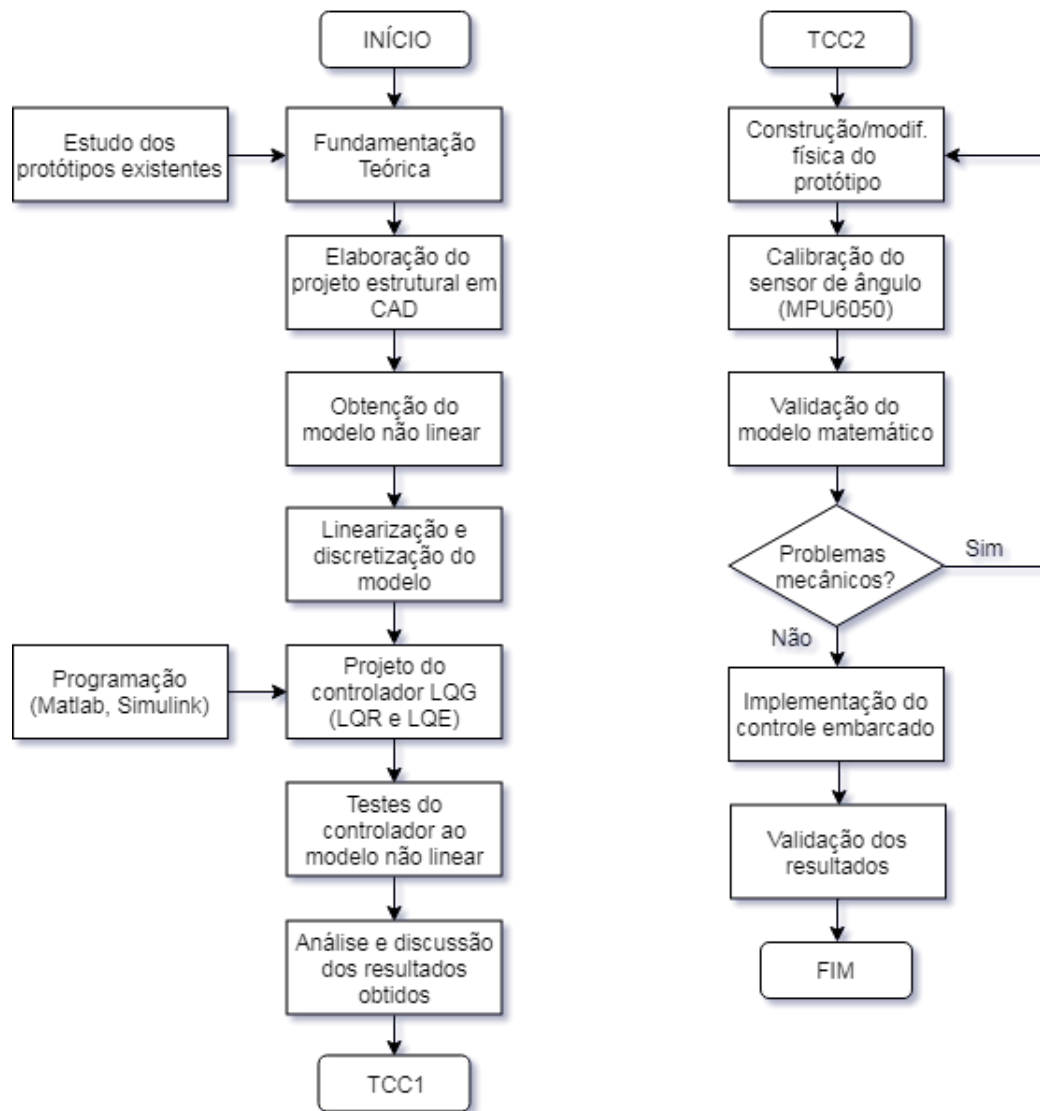 INÍCIO
Estudo dos
protótipos existentes
Fundamentação
Teórica
Elaboração do
projeto estrutural em
CAD
Obtenção do
modelo não linear
Linearização e
discretização do
modelo
Programação
(Matlab, Simulink)
Projeto do
controlador LQG
(LQR e LQE)
Testes do
controlador ao
modelo não linear
Análise e discussão
dos resultados
obtidos
TCC1
TCC2
Construção/modif.
física do
protótipo
Calibração do
sensor de ângulo
(MPU6050)
Validação do
modelo matemático
Problemas
mecânicos?
Sim
Não
Implementação do
controle embarcado
Validação dos
resultados
FIM